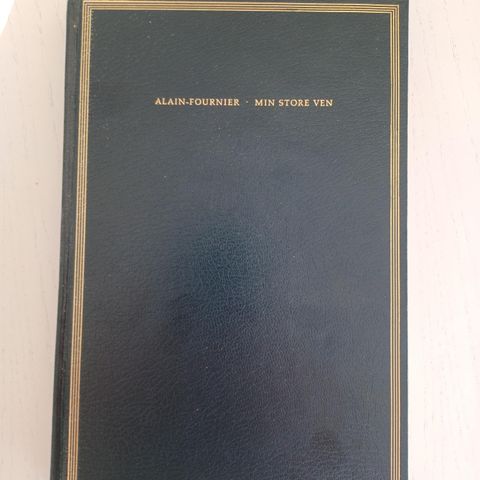 ALAIN-FOURNIER · MIN STORE VEN